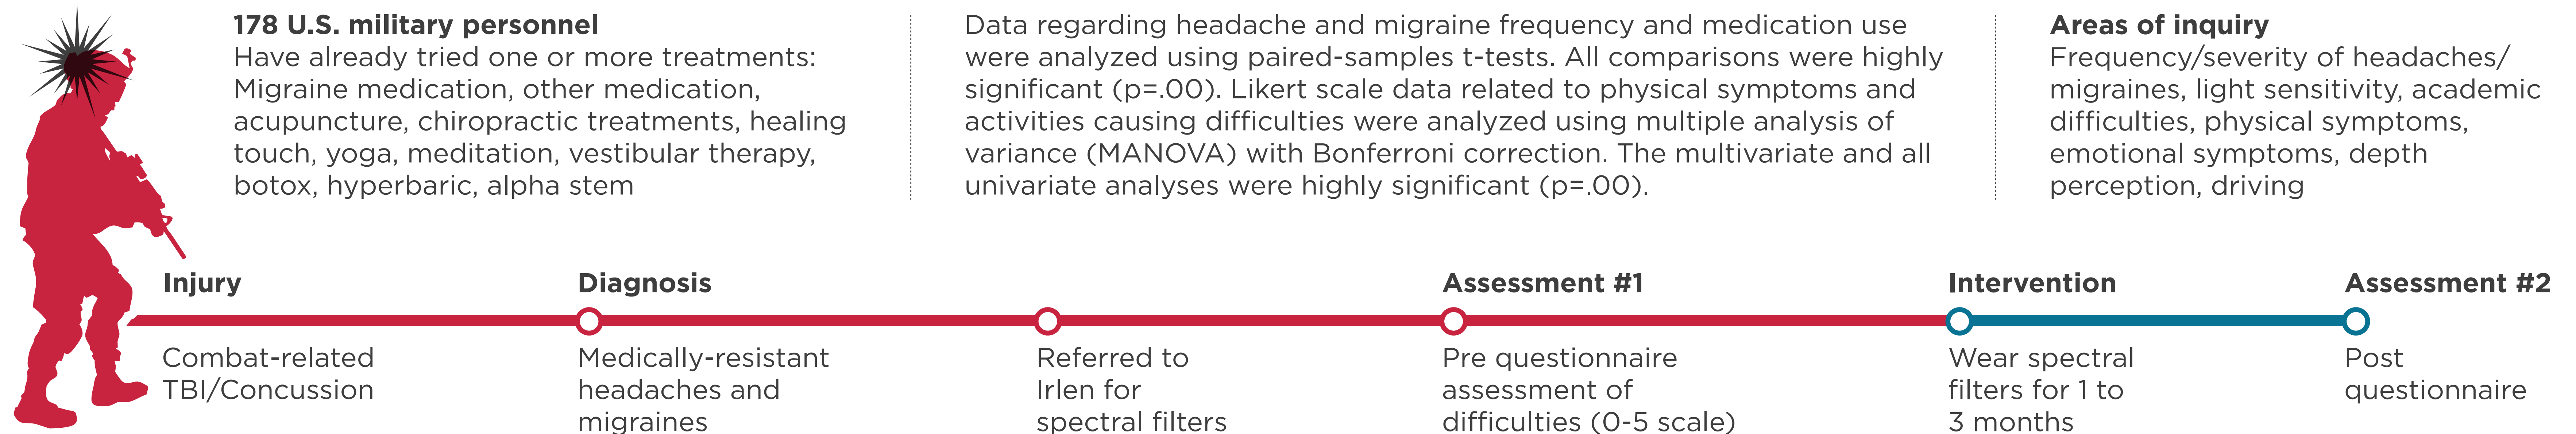 178 U.S. military personnel
Have already tried one or more treatments:
Migraine medication, other medication,
acupuncture, chiropractic treatments, healing
touch, yoga, meditation, vestibular therapy,
botox, hyperbaric, alpha stem
Data regarding headache and migraine frequency and medication use
were analyzed using paired-samples t-tests. All comparisons were highly
significant (p=.00). Likert scale data related to physical symptoms and
activities causing difficulties were analyzed using multiple analysis of
variance (MANOVA) with Bonferroni correction. The multivariate and all
univariate analyses were highly significant (p=.00).
Areas of inquiry
Frequency/severity of headaches/
migraines, light sensitivity, academic
difficulties, physical symptoms,
emotional symptoms, depth
perception, driving
Injury
Combat-related
TBI/Concussion
Diagnosis
Medically-resistant
headaches and
migraines
Referred to
Irlen for
spectral filters
Assessment #1
Pre questionnaire
assessment of
difficulties (0-5 scale)
Intervention
Wear spectral
filters for 1 to
3 months
Assessment #2
Post
questionnaire